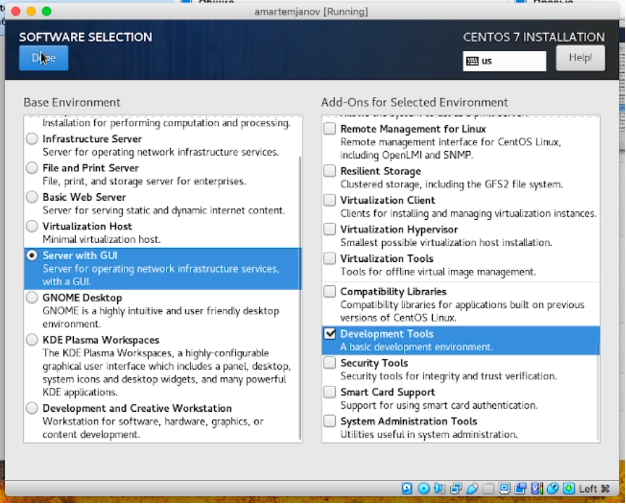 Общие
amartemjanov [Running]
SOFTWARE SELECTION
CENTOS 7 INSTALLATION
Done
us
Help!
Base Environment
Installation for performing computation and processing.
Infrastructure Server
Server for operating network infrastructure services.
File and Print Server
File, print, and storage server for enterprises.
Basic Web Server
Server for serving static and dynamic internet content.
Virtualization Host
Minimal virtualization host.
Server with GUI
Server for operating network infrastructure services,
with a GUI.
GNOME Desktop
GNOME is a highly intuitive and user friendly desktop
environment.
KDE Plasma Workspaces
The KDE Plasma Workspaces, a highly-configurable
graphical user interface which includes a panel, desktop,
system icons and desktop widgets, and many powerful
KDE applications.
Development and Creative Workstation
Workstation for software, hardware, graphics, or
content development.
Add-Ons for Selected Environment
Remote Management for Linux
Remote management interface for CentOS Linux,
including OpenLMI and SNMP.
Resilient Storage
Clustered storage, including the GFS2 file system.
Virtualization Client
Clients for installing and managing virtualization instances.
Virtualization Hypervisor
Smallest possible virtualization host installation.
Virtualization Tools
Tools for offline virtual image management.
Compatibility Libraries
Compatibility libraries for applications built on previous
versions of CentOS Linux.
Development Tools
A basic development environment.
Security Tools
Security tools for integrity and trust verification.
Smart Card Support
Support for using smart card authentication.
System Administration Tools
Utilities useful in system administration.
Left ⌘